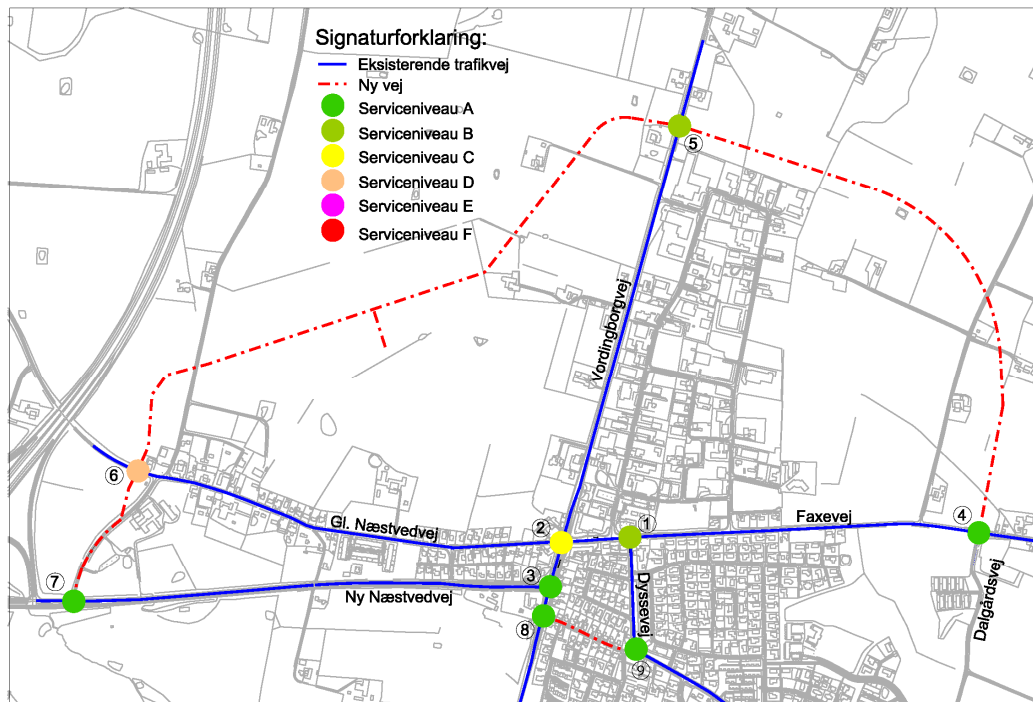 Signaturforklaring:
Eksisterende trafikvej
Ny vej
Serviceniveau A
Serviceniveau B
Serviceniveau C
Serviceniveau D
Serviceniveau E
Serviceniveau F
5
Vordingborgvej
6
Gl. Næstvedvej
2
1
Faxevej
4
7
Ny Næstvedvej
3
Dyssevej
Dalgårdsvej
8
9